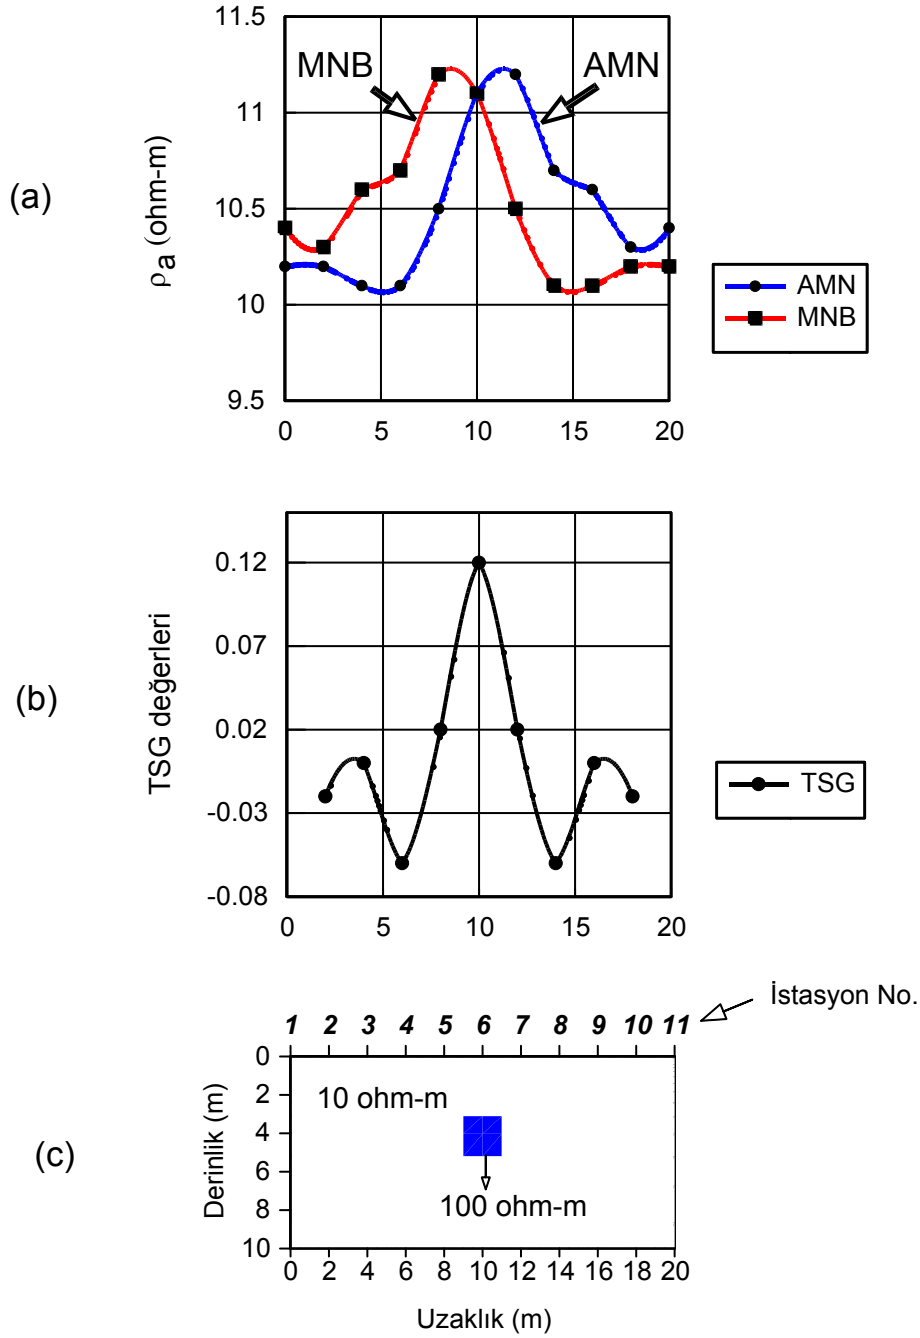 (a)
ρa (ohm-m)
11.5
11
10.5
10
9.5
MNB
AMN
0 5 10 15 20
AMN
MNB
(b)
TSG değerleri
0.12
0.07
0.02
-0.03
-0.08
0 5 10 15 20
TSG
İstasyon No.
1 2 3 4 5 6 7 8 9 10 11
(c)
Derinlik (m)
0
2
4
6
8
10
10 ohm-m
100 ohm-m
0 2 4 6 8 10 12 14 16 18 20
Uzaklık (m)